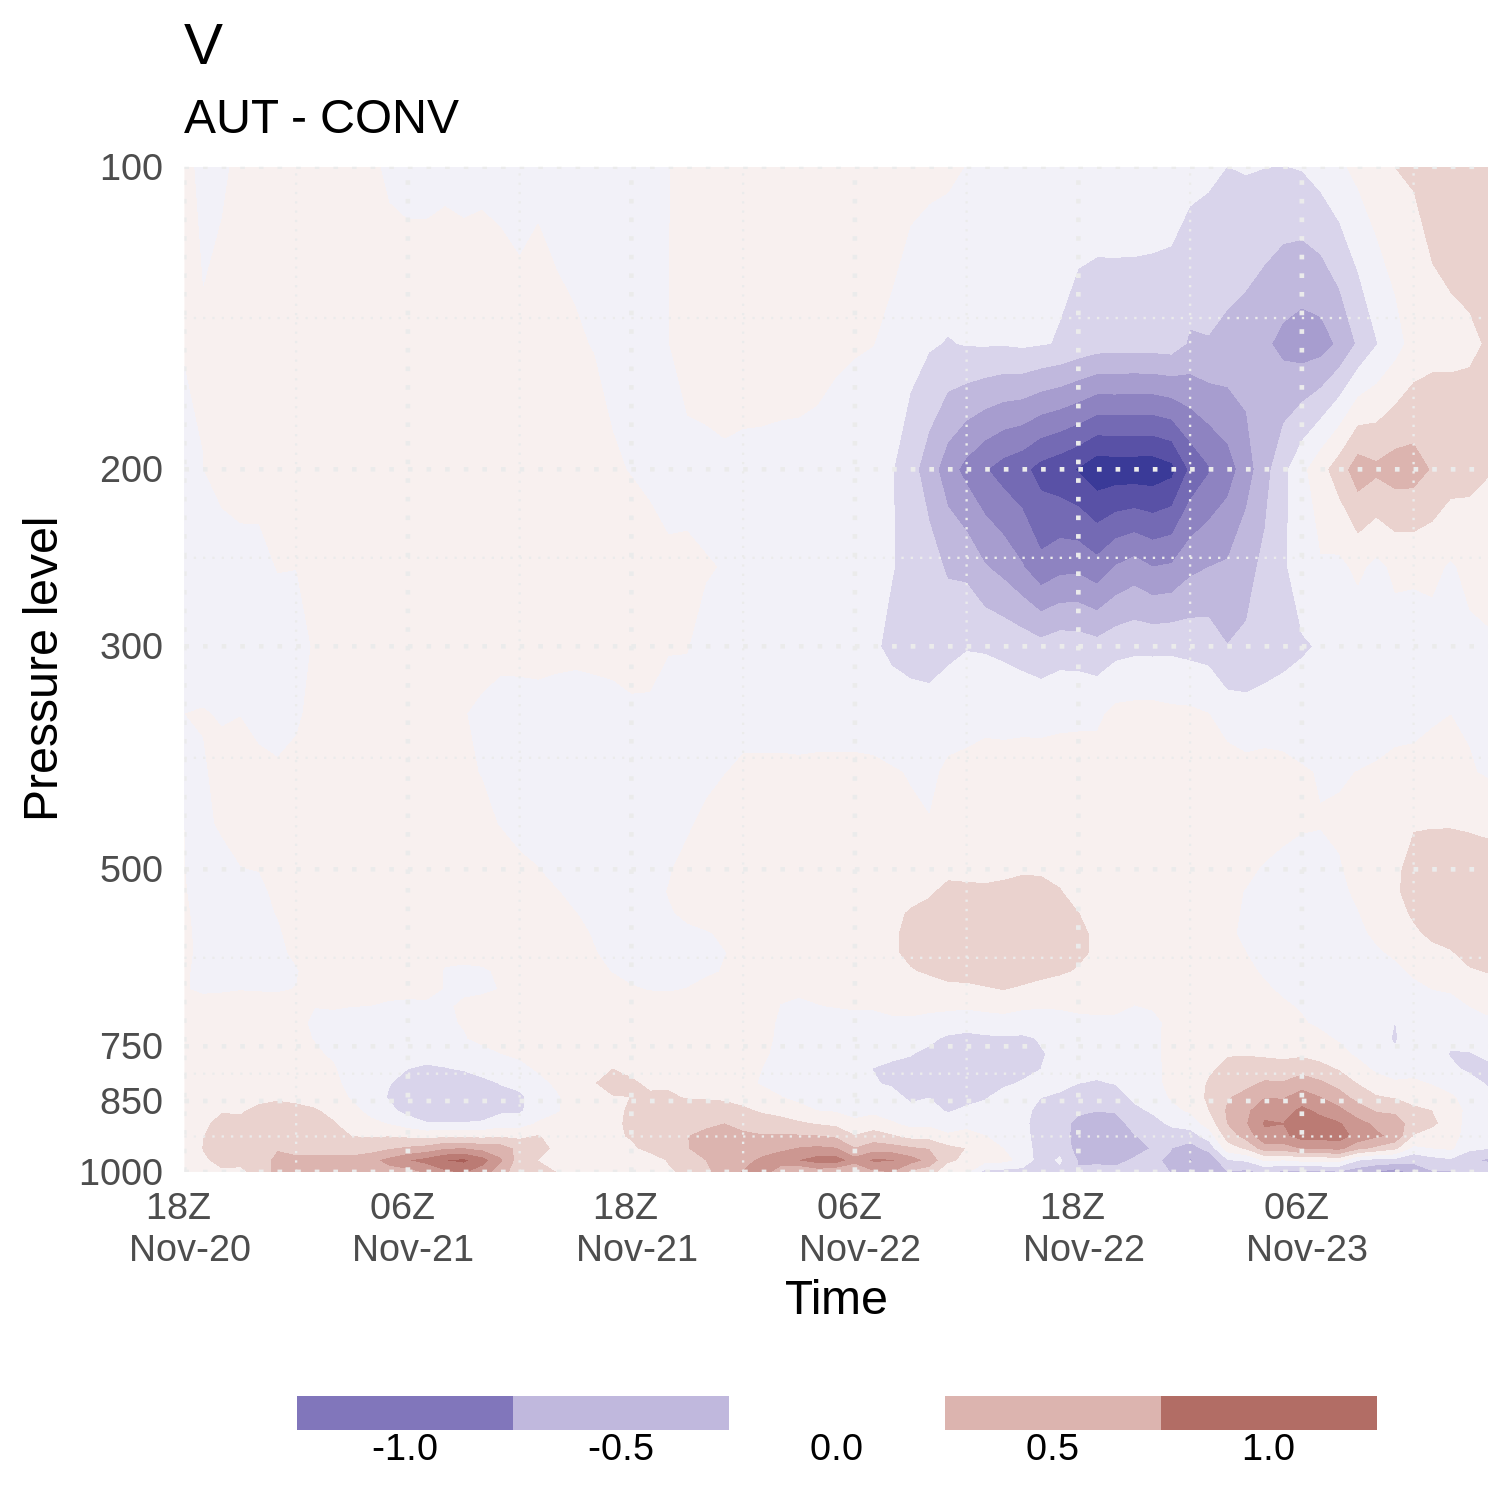 V
AUT - CONV
100
200
300
500
750
850
1000
Pressure level
18Z 06Z 18Z 06Z 18Z 06Z
Nov-20 Nov-21 Nov-21 Nov-22 Nov-22 Nov-23
Time
-1.0 -0.5 0.0 0.5 1.0